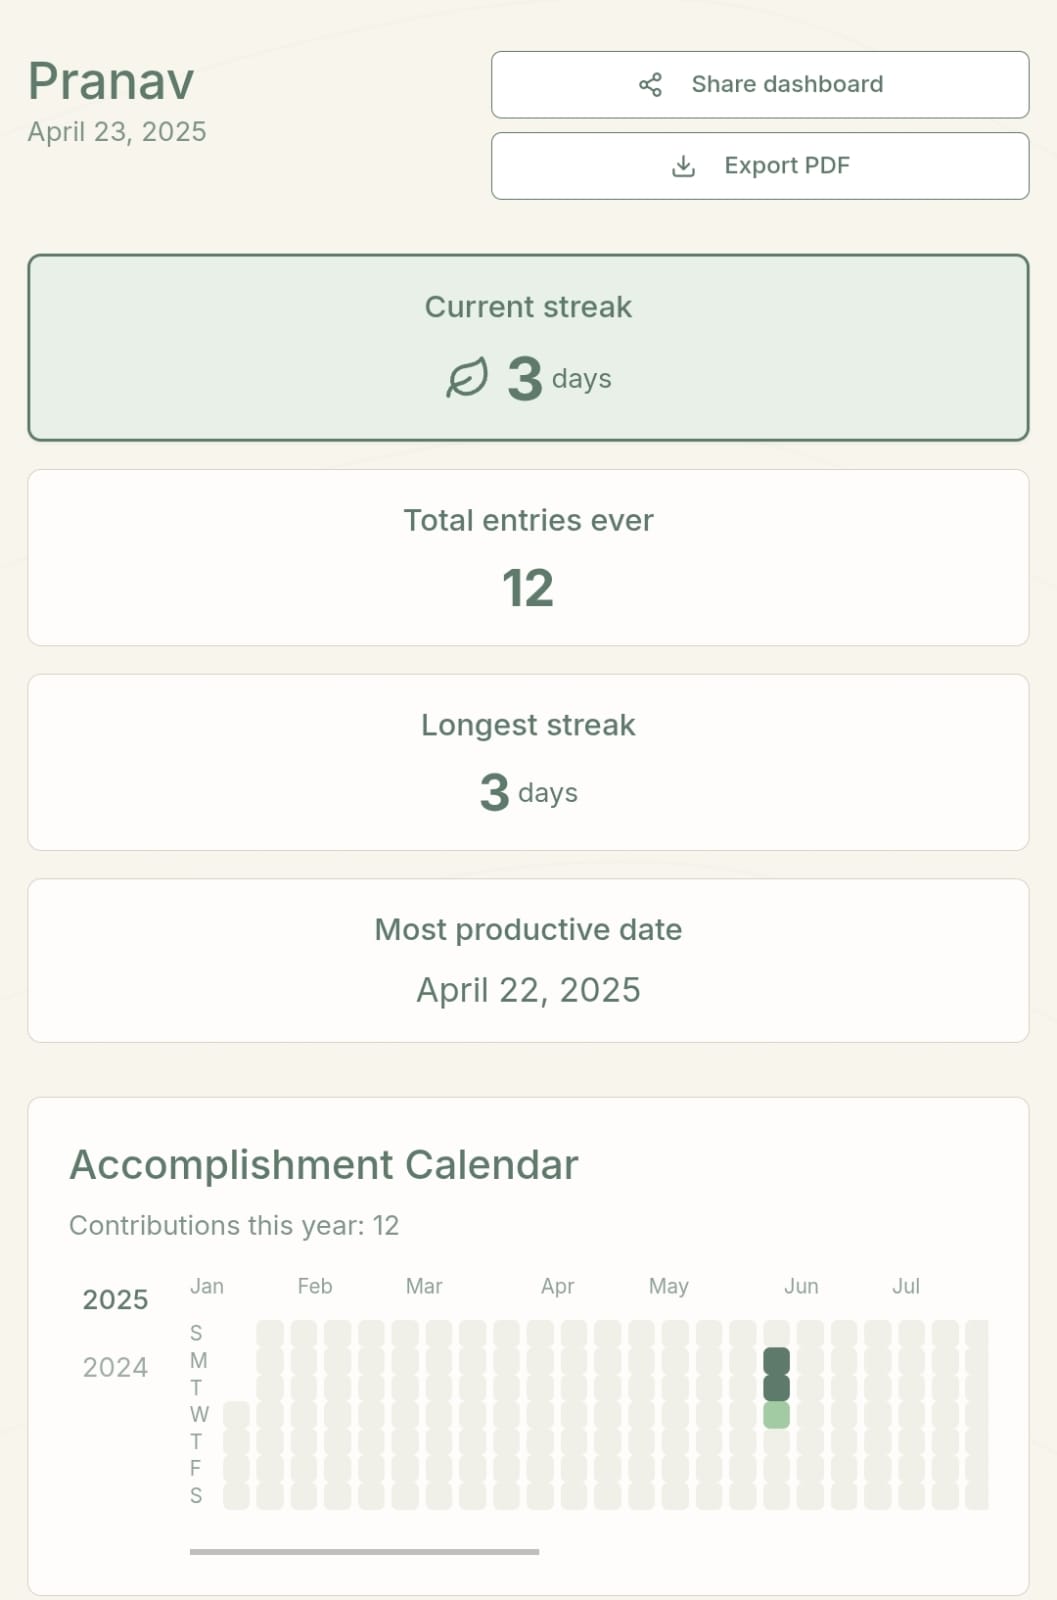 Pranav
April 23, 2025
Share dashboard
Export PDF
Current streak
3 days
Total entries ever
12
Longest streak
3 days
Most productive date
April 22, 2025
Accomplishment Calendar
Contributions this year: 12
2025
2024
Jan Feb Mar Apr May Jun Jul
S
M
T
W
T
F
S